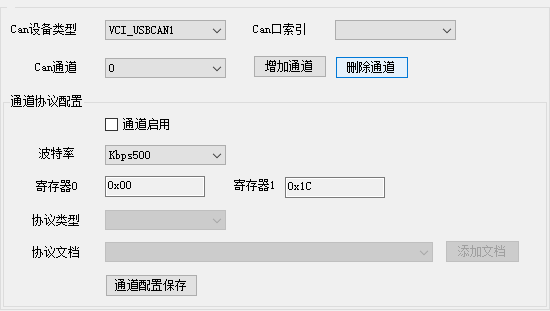 Can设备类型 VCI_USBCAN1 Can口索引
Can通道 0 增加通道 删除通道
通道协议配置
通道启用
波特率 Kbps500
寄存器0 0x00 寄存器1 0x1C
协议类型
协议文档 添加文档
通道配置保存